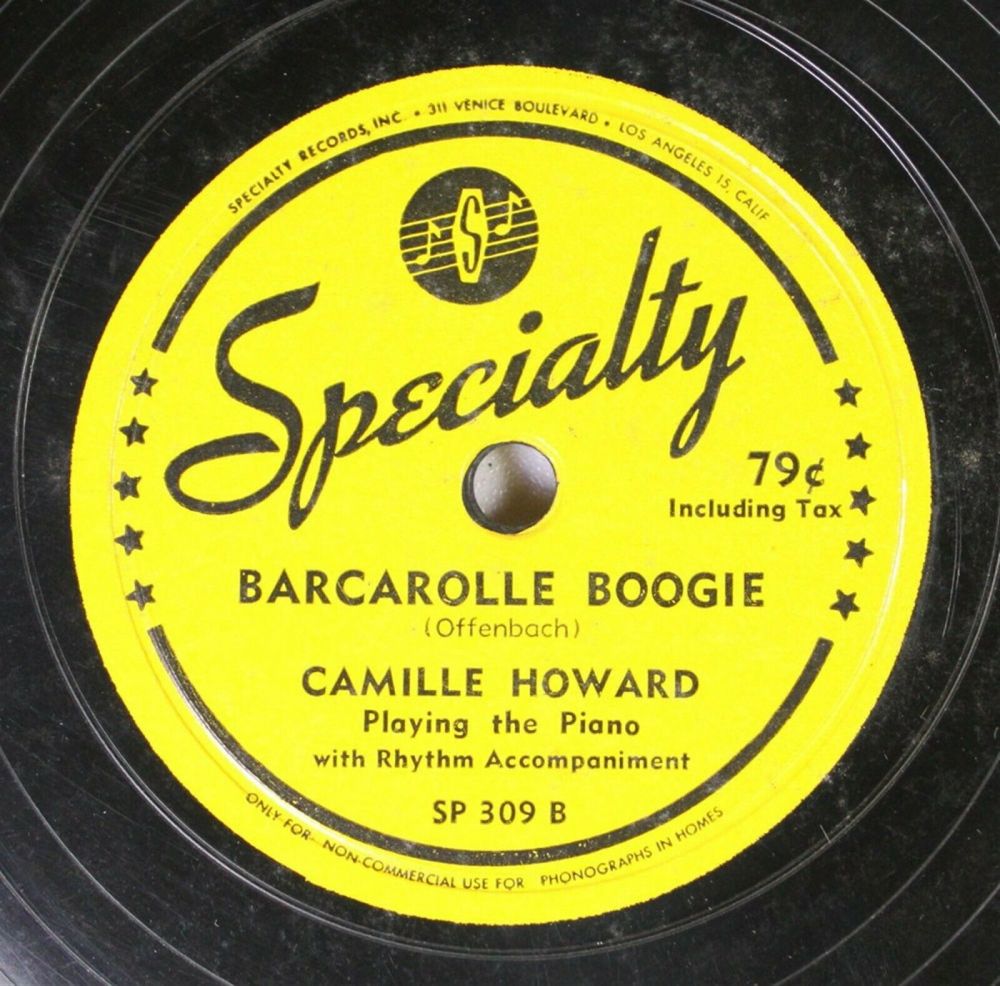 SPECIALTY RECORDS, INC. • 311 VENICE BOULEVARD • LOS ANGELES 15, CALIF
S
Specialty
79¢
Including Tax
BARCAROLLE BOOGIE
(Offenbach)
CAMILLE HOWARD
Playing the Piano
with Rhythm Accompaniment
SP 309 B
ONLY FOR NON-COMMERCIAL USE FOR PHONOGRAPHS IN HOMES